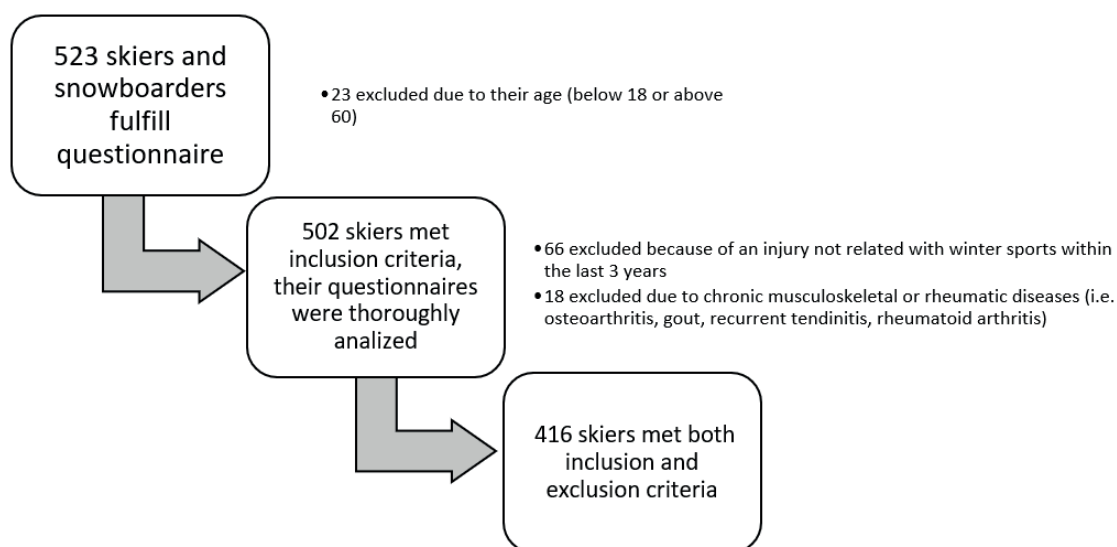 523 skiers and
snowboarders
fulfill
questionnaire
•23 excluded due to their age (below 18 or above
60)
502 skiers met
inclusion criteria,
their questionnaires
were thoroughly
analized
•66 excluded because of an injury not related with winter sports within
the last 3 years
•18 excluded due to chronic musculoskeletal or rheumatic diseases (i.e.
osteoarthritis, gout, recurrent tendinitis, rheumatoid arthritis)
416 skiers met both
inclusion and
exclusion criteria